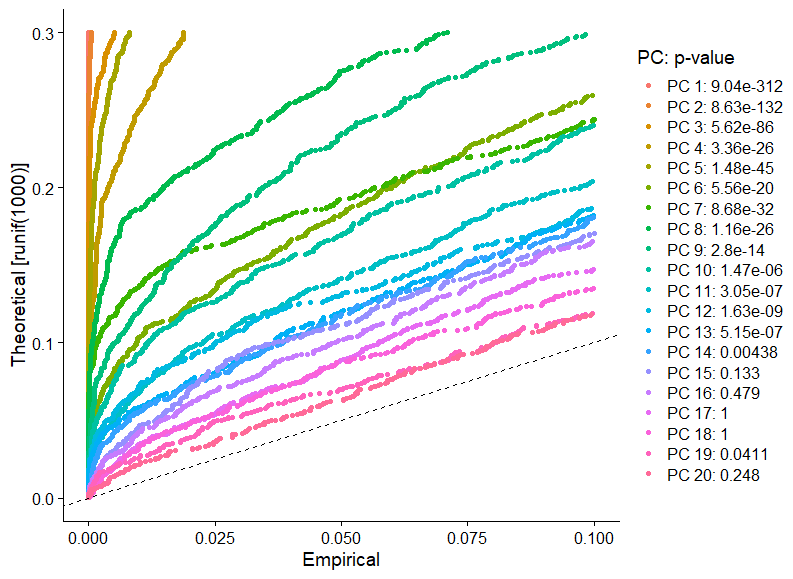 0.3
0.2
0.1
0.0
Theoretical [runif(1000)]
0.000 0.025 0.050 0.075 0.100
Empirical
PC: p-value
PC 1: 9.04e-312
PC 2: 8.63e-132
PC 3: 5.62e-86
PC 4: 3.36e-26
PC 5: 1.48e-45
PC 6: 5.56e-20
PC 7: 8.68e-32
PC 8: 1.16e-26
PC 9: 2.8e-14
PC 10: 1.47e-06
PC 11: 3.05e-07
PC 12: 1.63e-09
PC 13: 5.15e-07
PC 14: 0.00438
PC 15: 0.133
PC 16: 0.479
PC 17: 1
PC 18: 1
PC 19: 0.0411
PC 20: 0.248